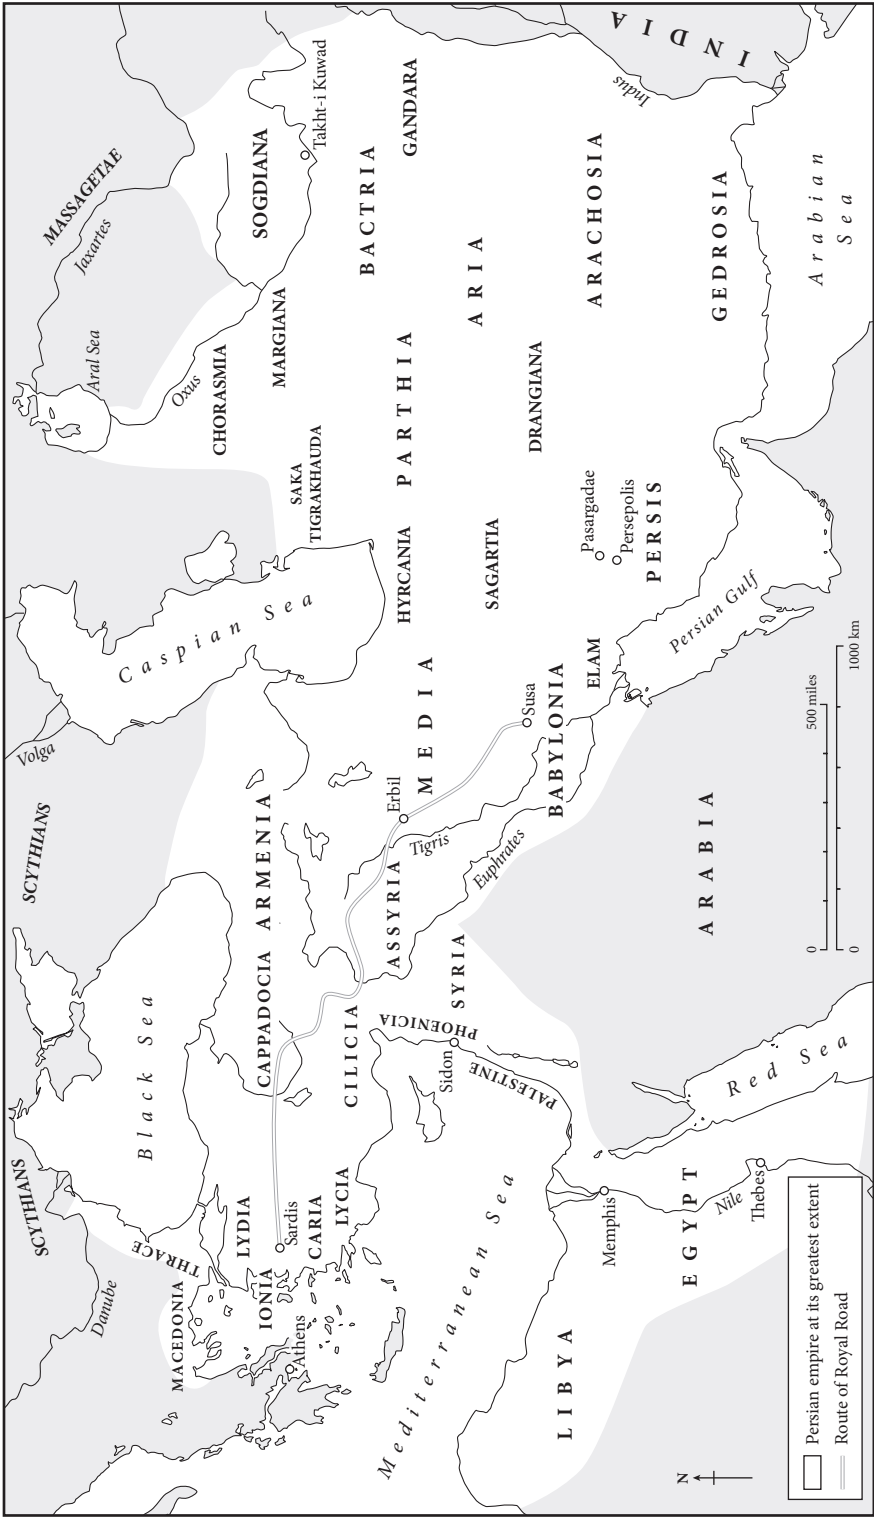 SCYTHIANS
SCYTHIANS
Volga
MASSAGETAE
Jaxartes
Aral Sea
Oxus
CHORASMIA
SOGDIANA
Takht-i Kuwad
MARGIANA
SAKA
TIGRAKHAUDA
BACTRIA
GANDARA
INDIA
Indus
Danube
THRACE
MACEDONIA
Black Sea
Caspian Sea
LYDIA
IONIA
Sardis
Athens
CARIA
LYCIA
CAPPADOCIA
ARMENIA
CILICIA
ASSYRIA
Erbil
Tigris
Euphrates
MEDIA
HYRCANIA
PARTHIA
ARIA
SAGARTIA
DRANGIANA
ARACHOSIA
GEDROSIA
Mediterranean Sea
PHOENICIA
Sidon
SYRIA
PALESTINE
Susa
BABYLONIA
ELAM
Pasargadae
Persepolis
PERSIS
Persian Gulf
Arabian
Sea
LIBYA
Memphis
EGYPT
Nile
Thebes
Red Sea
ARABIA
N
0 500 miles
0 1000 km
Persian empire at its greatest extent
Route of Royal Road